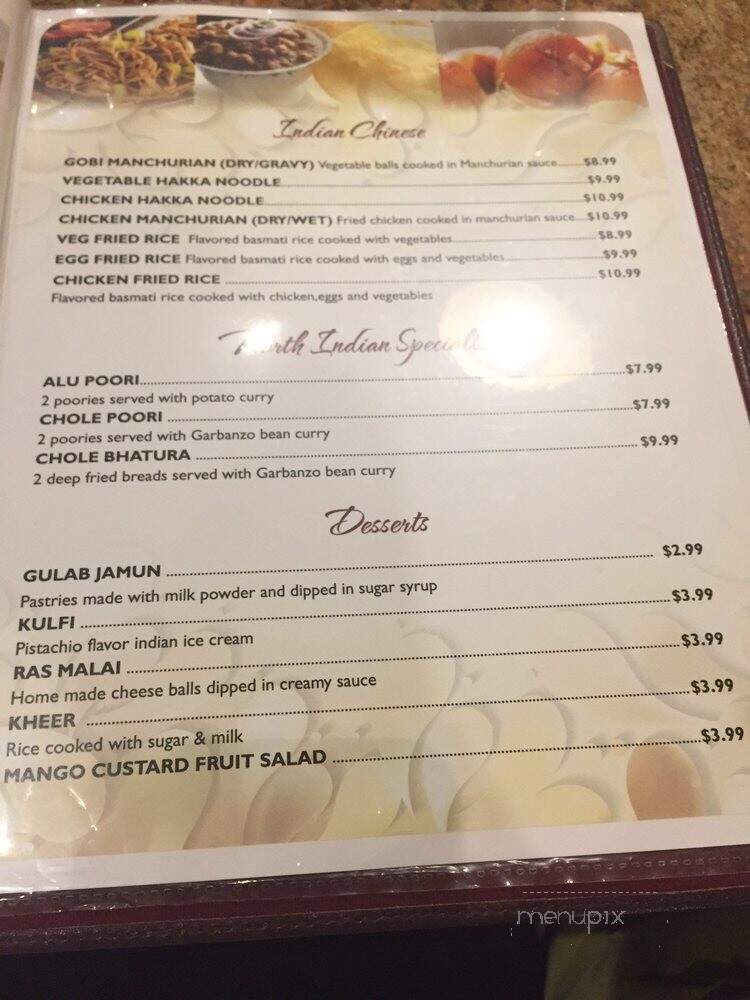 Indian Chinese
GOBI MANCHURIAN (DRY/GRAVY) Vegetable balls cooked in Manchurian sauce........$8.99
VEGETABLE HAKKA NOODLE........$9.99
CHICKEN HAKKA NOODLE........$10.99
CHICKEN MANCHURIAN (DRY/WET) Fried chicken cooked in manchurian sauce...$10.99
VEG FRIED RICE Flavored basmati rice cooked with vegetables........$8.99
EGG FRIED RICE Flavored basmati rice cooked with eggs and vegetables........$9.99
CHICKEN FRIED RICE ........$10.99
Flavored basmati rice cooked with chicken,eggs and vegetables
Indian
ALU POORI........$7.99
2 poories served with potato curry
CHOLE POORI ........$7.99
2 poories served with Garbanzo bean curry
CHOLE BHATURA ........$9.99
2 deep fried breads served with Garbanzo bean curry
Desserts
GULAB JAMUN ........$2.99
Pastries made with milk powder and dipped in sugar syrup
KULFI ........$3.99
Pistachio flavor indian ice cream
RAS MALAI ........$3.99
Home made cheese balls dipped in creamy sauce
KHEER ........$3.99
Rice cooked with sugar & milk
MANGO CUSTARD FRUIT SALAD ........$3.99
menupix